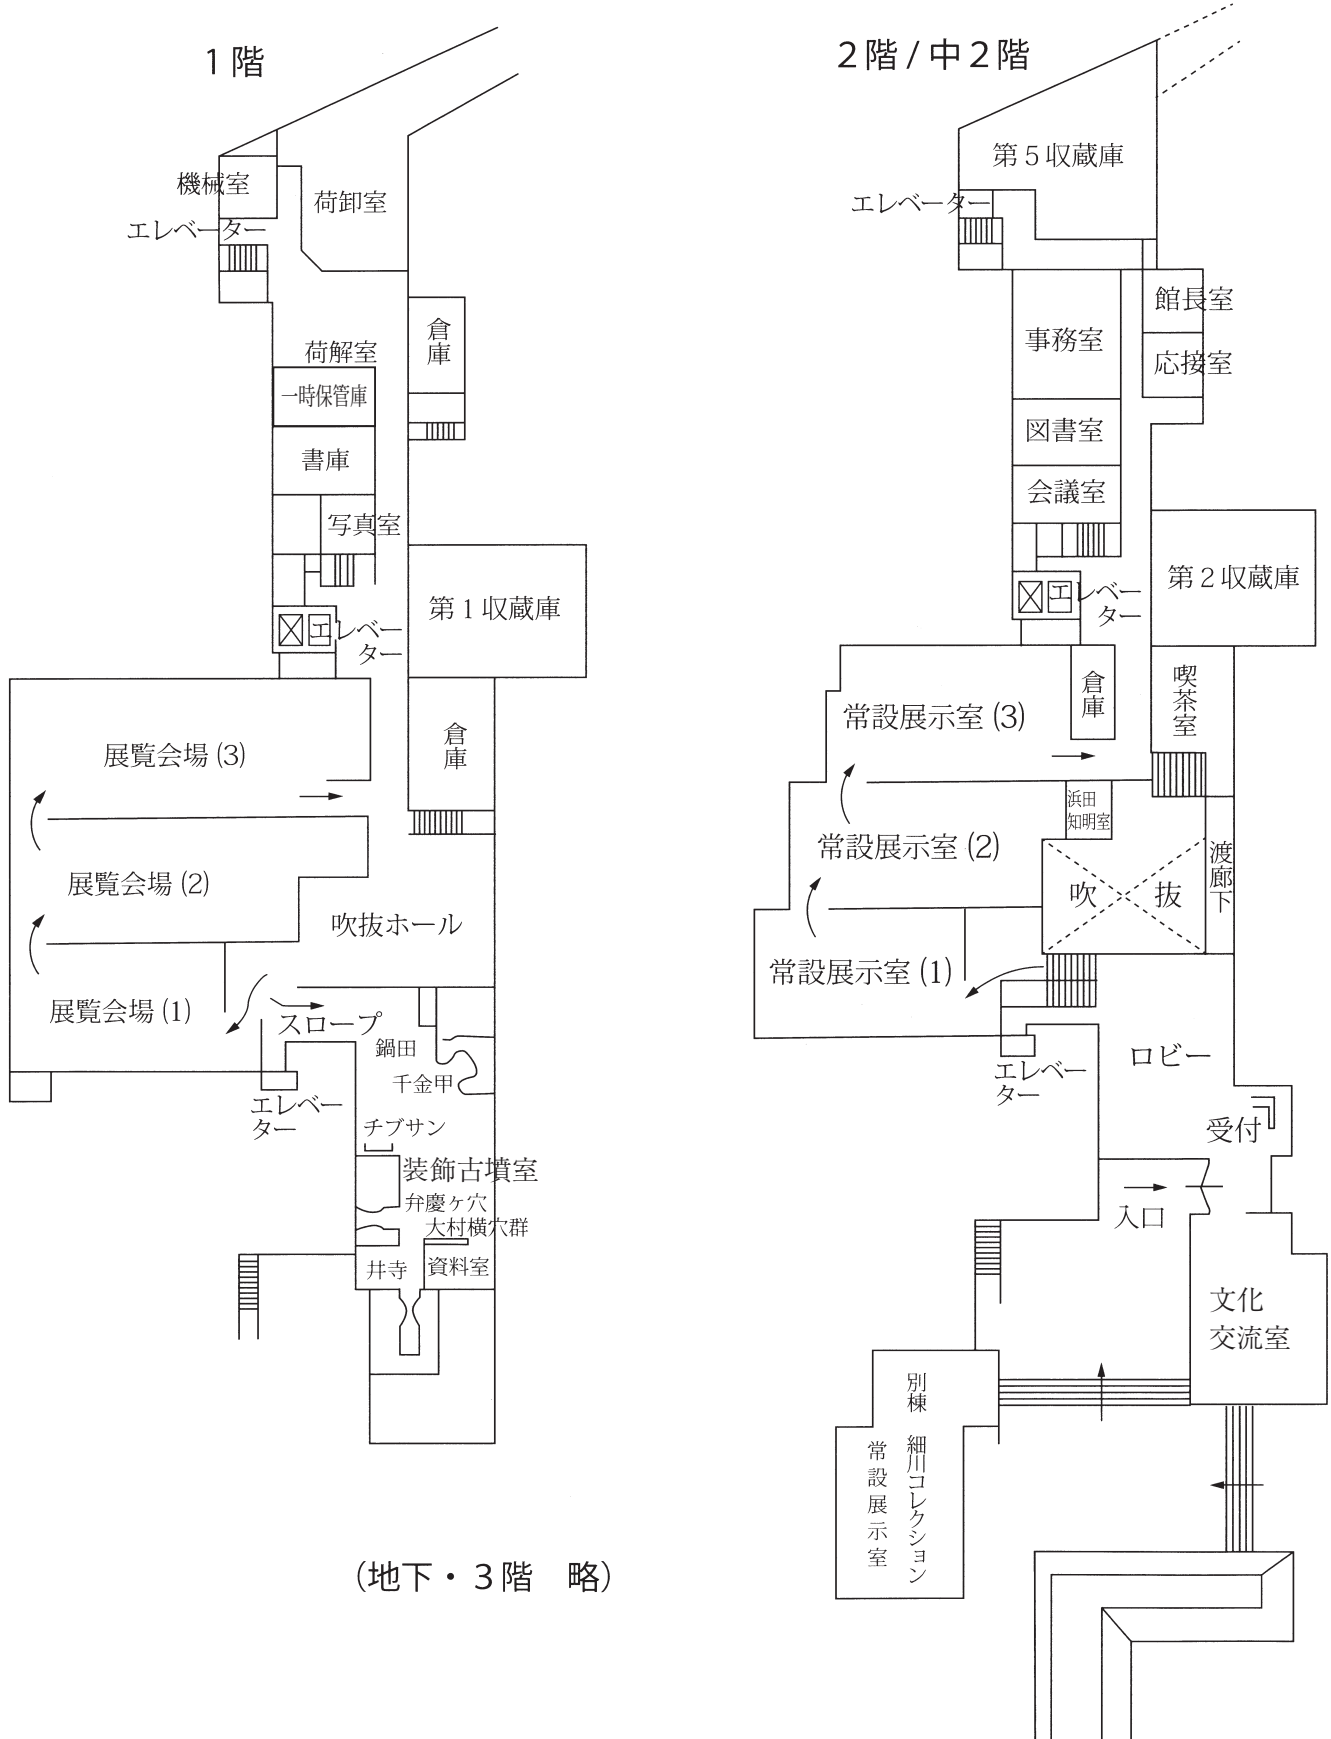 1階
機械室
荷卸室
エレベーター
倉庫
荷解室
一時保管庫
書庫
写真室
第1収蔵庫
エレベー
ター
倉庫
展覧会場(3)
展覧会場(2)
吹抜ホール
展覧会場(1)
スロープ
鍋田
千金甲
エレベー
ター
チブサン
装飾古墳室
弁慶ヶ穴
大村横穴群
井寺
資料室
(地下・3階 略)
2階/中2階
第5収蔵庫
エレベーター
館長室
事務室
応接室
図書室
会議室
第2収蔵庫
エレベー
ター
倉庫
喫茶室
常設展示室(3)
浜田
知明室
常設展示室(2)
渡廊下
吹抜
常設展示室(1)
ロビー
エレベー
ター
受付
入口
文化
交流室
別棟 細川コレクション
常設展示室